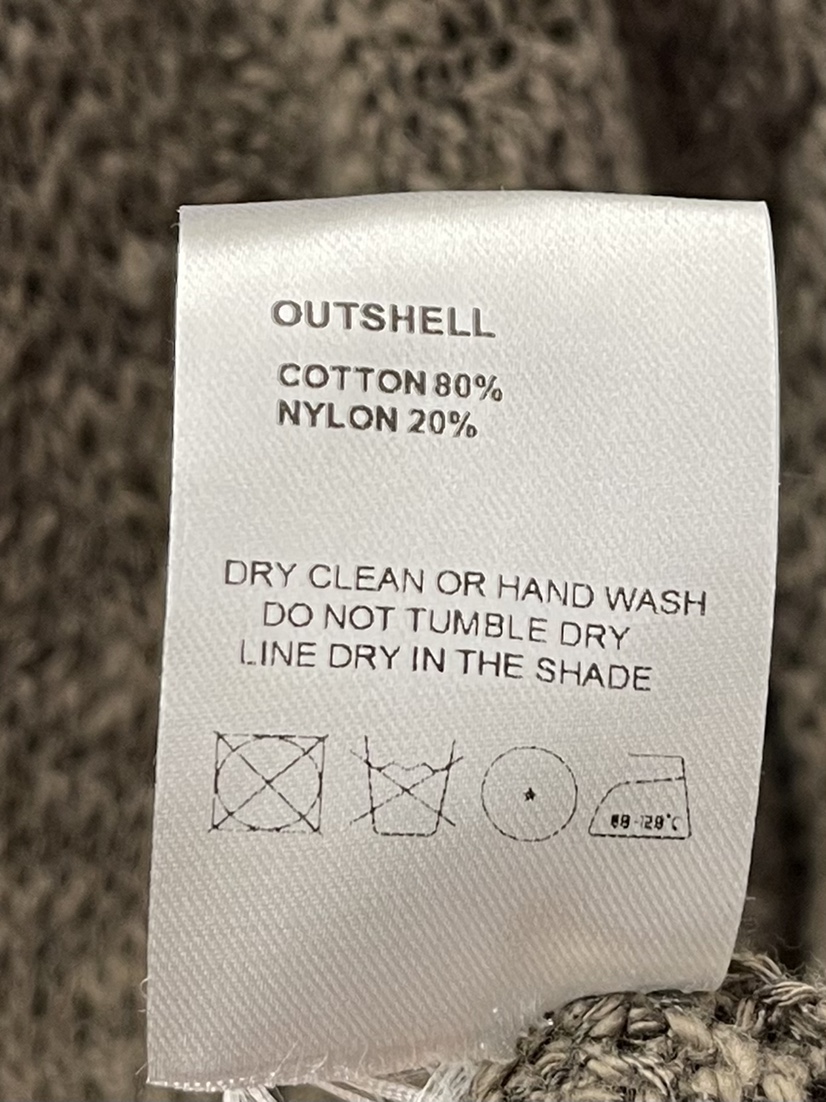 OUTSHELL
COTTON 80%
NYLON 20%
DRY CLEAN OR HAND WASH
DO NOT TUMBLE DRY
LINE DRY IN THE SHADE